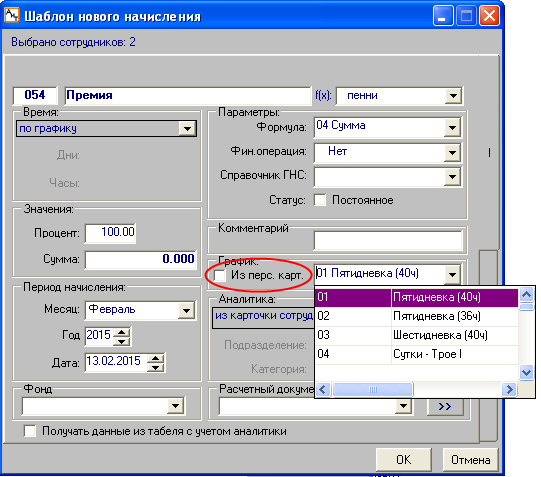 Шаблон нового начисления
Выбрано сотрудников: 2
054 Премия f(x): пенни
Время:
по графику
Дни:
Часы:
Параметры:
Формула: 04 Сумма
Фин.операция: Нет
Справочник ГНС:
Статус: Постоянное
Значения:
Процент: 100.00
Сумма: 0.000
Комментарий
График:
Из перс. карт. 01 Пятидневка (40ч)
01 Пятидневка (40ч)
02 Пятидневка (36ч)
03 Шестидневка (40ч)
04 Сутки - Трое I
Период начисления:
Месяц: Февраль
Год 2015
Дата: 13.02.2015
Аналитика:
из карточки сотруд
Подразделение:
Категория:
Фонд
Расчетный докуме
>>
Получать данные из табеля с учетом аналитики
OK Отмена